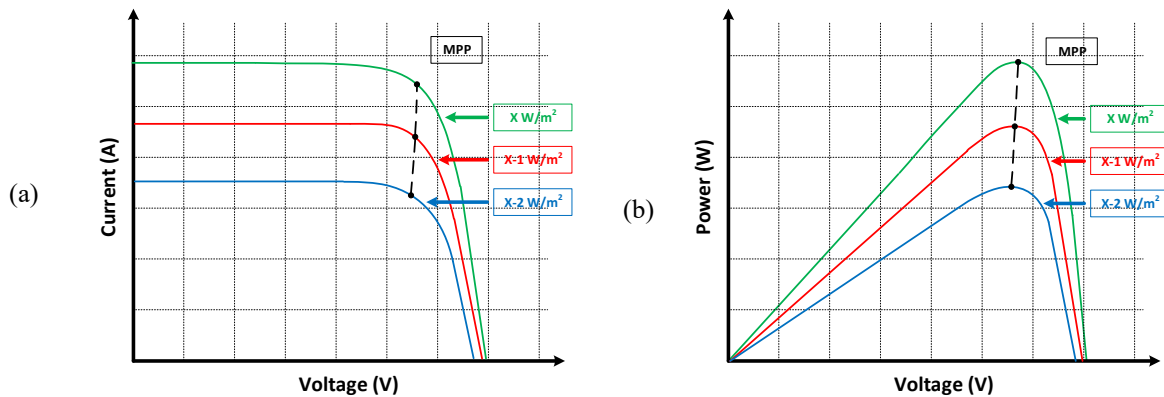 (a)
Current (A)
MPP
X W/m²
X-1 W/m²
X-2 W/m²
Voltage (V)
(b)
Power (W)
MPP
X W/m²
X-1 W/m²
X-2 W/m²
Voltage (V)